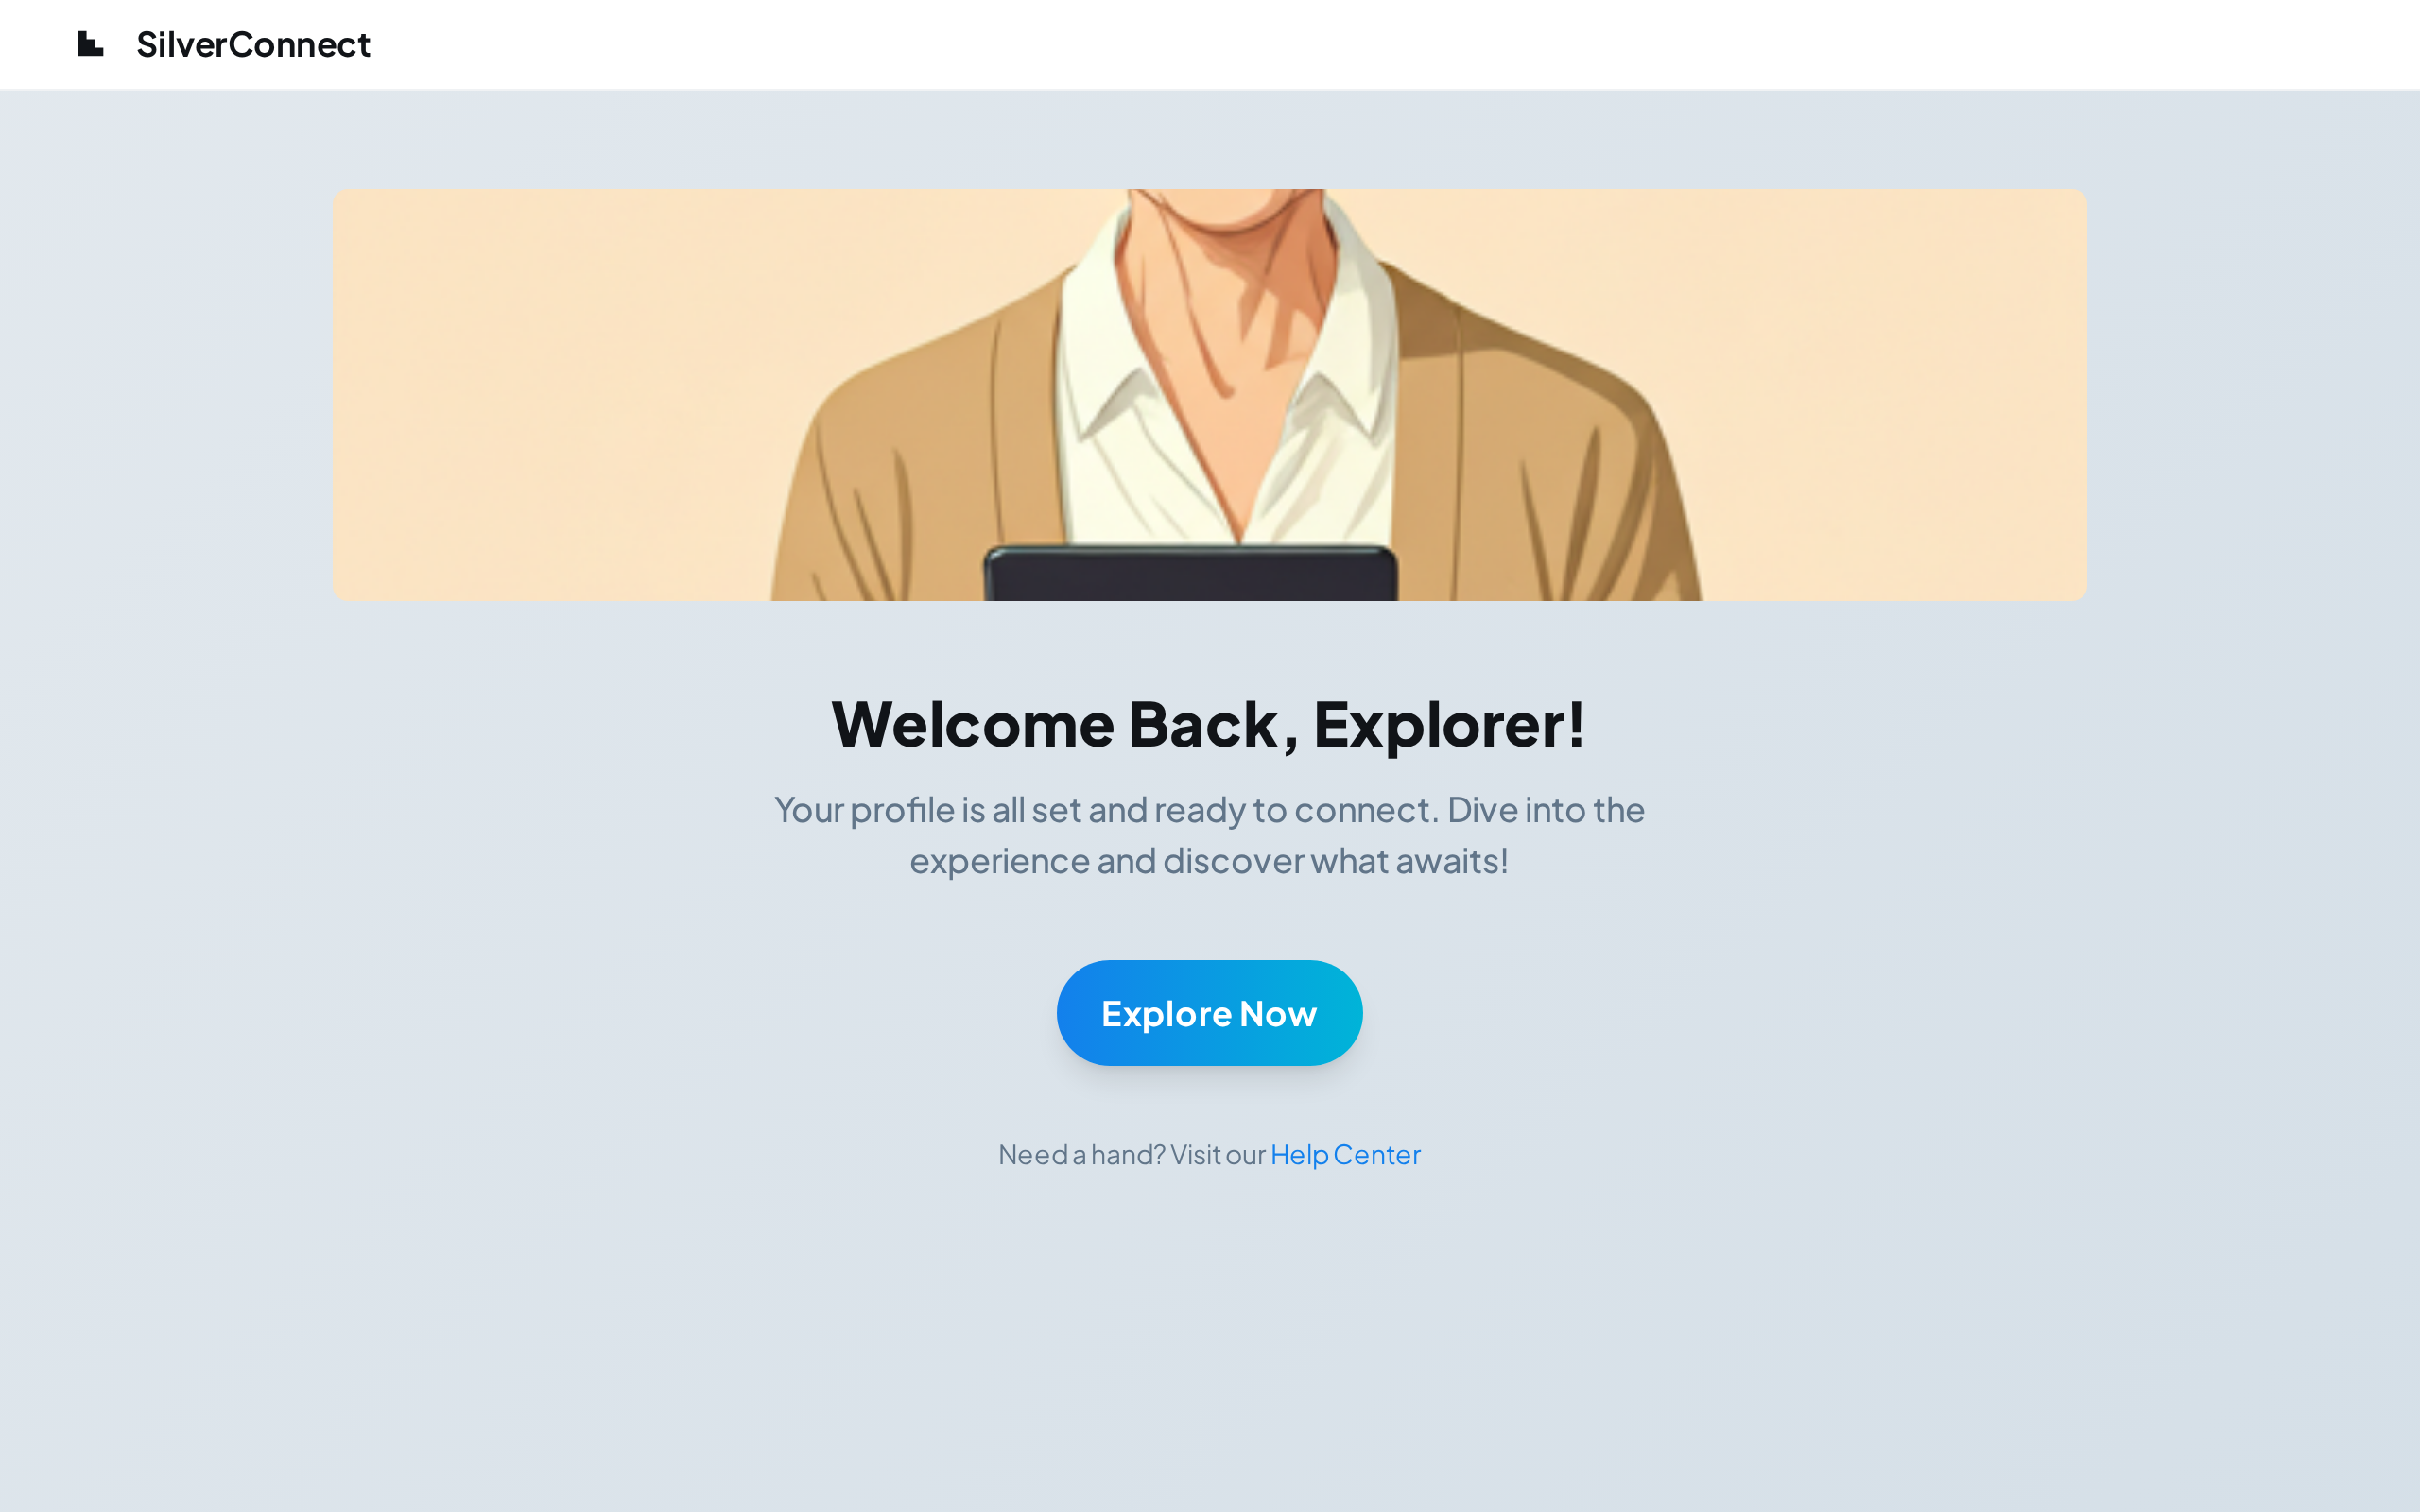 SilverConnect
Welcome Back, Explorer!
Your profile is all set and ready to connect. Dive into the
experience and discover what awaits!
Explore Now
Need a hand? Visit our Help Center